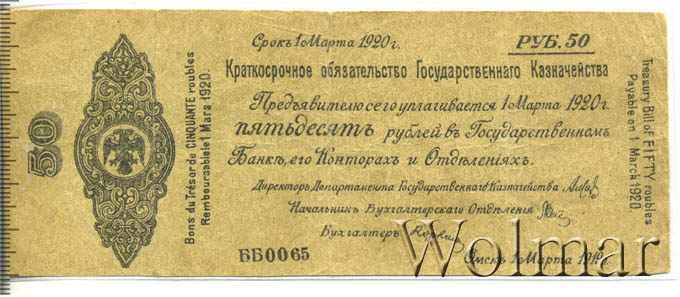 50
Bons du Trésor de CINQUANTE roubles
Remboursable 1 Mars 1920.
Срокъ 1 Марта 1920 г.
РУБ. 50
Краткосрочное обязательство Государственнаго Казначейства
Предъявителю сего уплачивается 1 Марта 1920 г.
пятьдесятъ рублей въ Государственномъ
Банкѣ, его Конторахъ и Отдѣленіяхъ.
Директоръ Департамента Государственнаго Казначейства
Начальникъ Бухгалтерскаго Отдѣленія
Бухгалтеръ
ББ0065
Омскъ 1 Марта 1919 г.
Treasury Bill of FIFTY roubles
Payable on 1 March 1920.
Wolmar